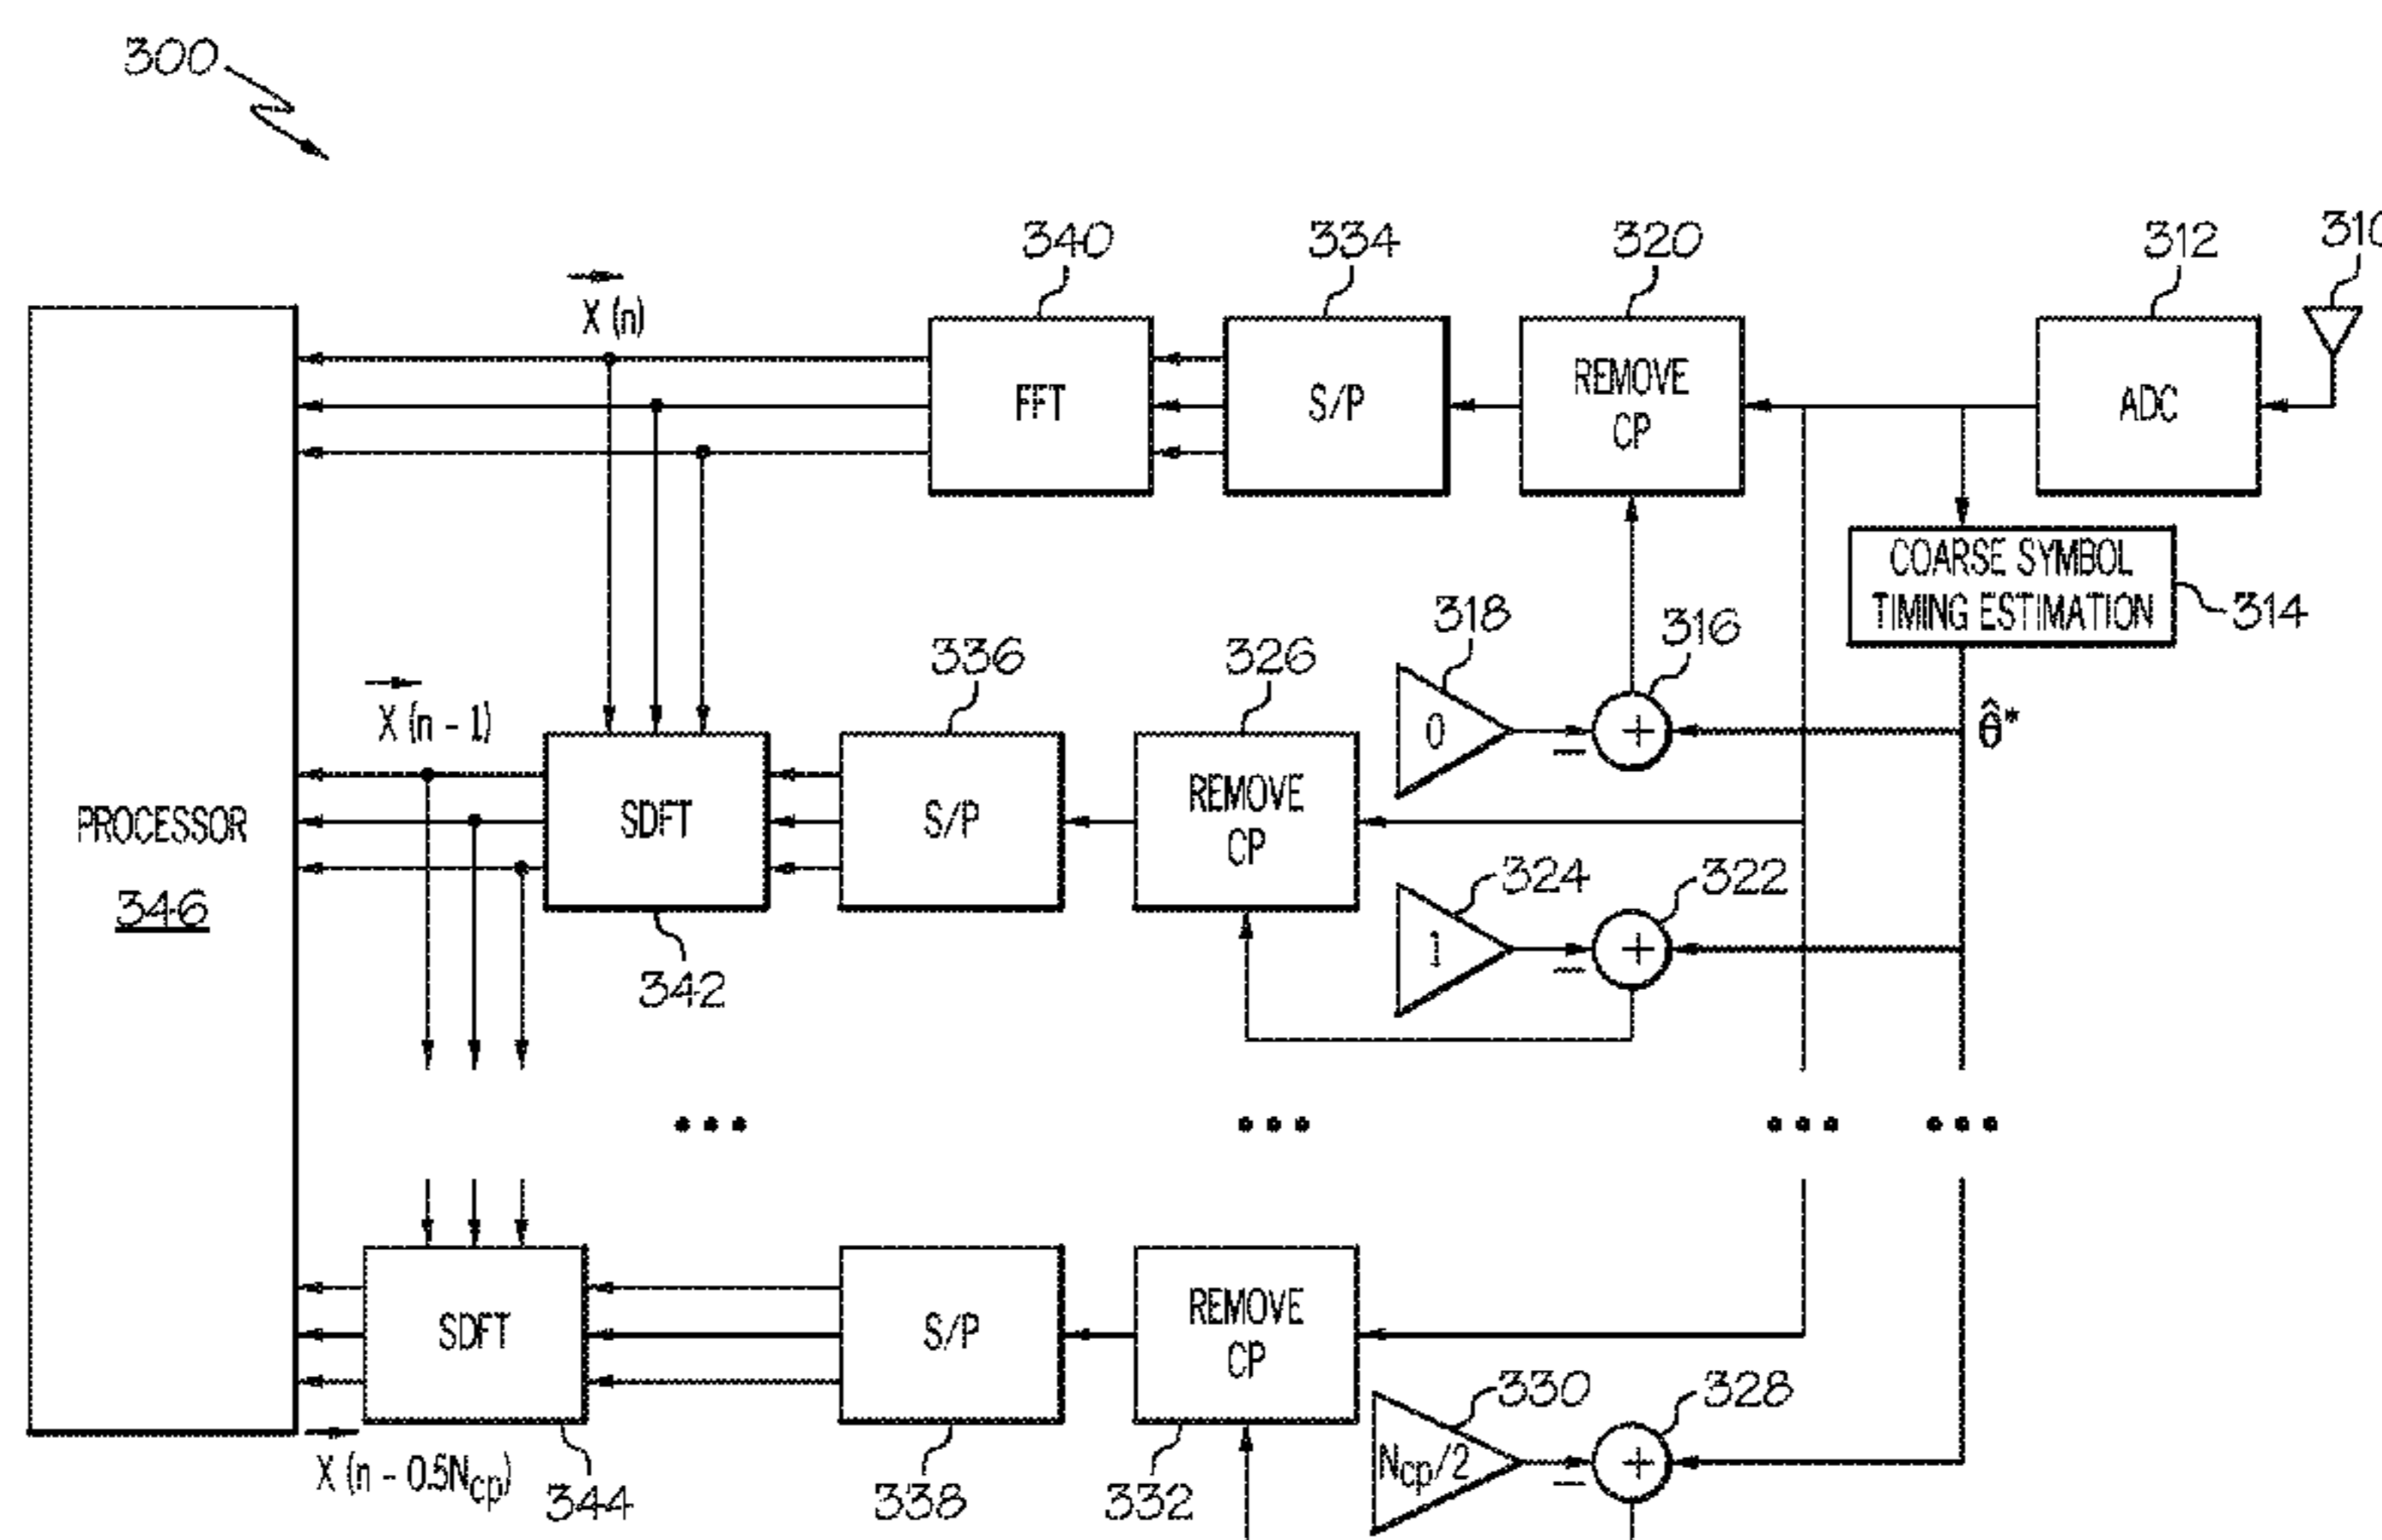 300
340
334
320
312
310
X (n)
FFT
S/P
REMOVE
CP
ADC
COARSE SYMBOL
TIMING ESTIMATION
314
318
316
336
326
0
+
θ̂*
X (n - 1)
PROCESSOR
346
SDFT
S/P
REMOVE
CP
324
322
1
+
342
...
...
...
...
SDFT
S/P
REMOVE
CP
330
328
Ncp/2
+
X (n - 0.5Ncp)
344
338
332